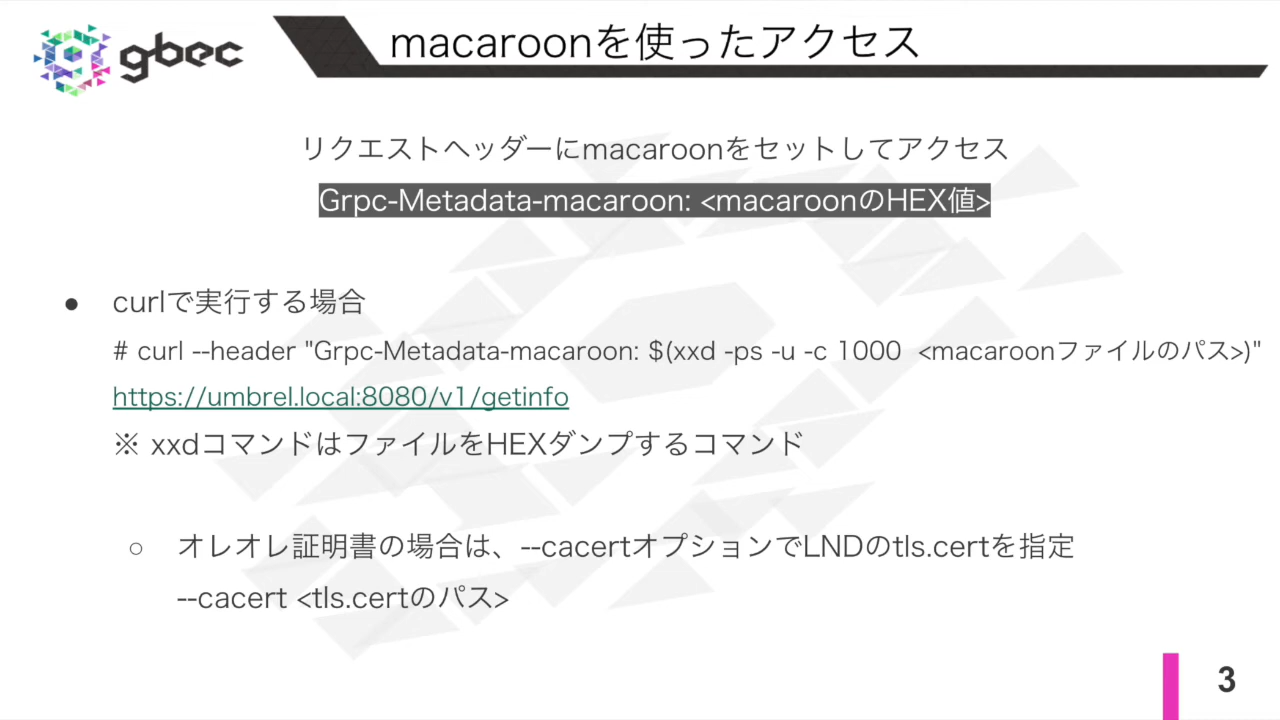 gbec
macaroonを使ったアクセス
リクエストヘッダーにmacaroonをセットしてアクセス
Grpc-Metadata-macaroon: <macaroonのHEX値>
● curlで実行する場合
# curl --header "Grpc-Metadata-macaroon: $(xxd -ps -u -c 1000 <macaroonファイルのパス>)"
https://umbrel.local:8080/v1/getinfo
※ xxdコマンドはファイルをHEXダンプするコマンド
○ オレオレ証明書の場合は、--cacertオプションでLNDのtls.certを指定
--cacert <tls.certのパス>
3